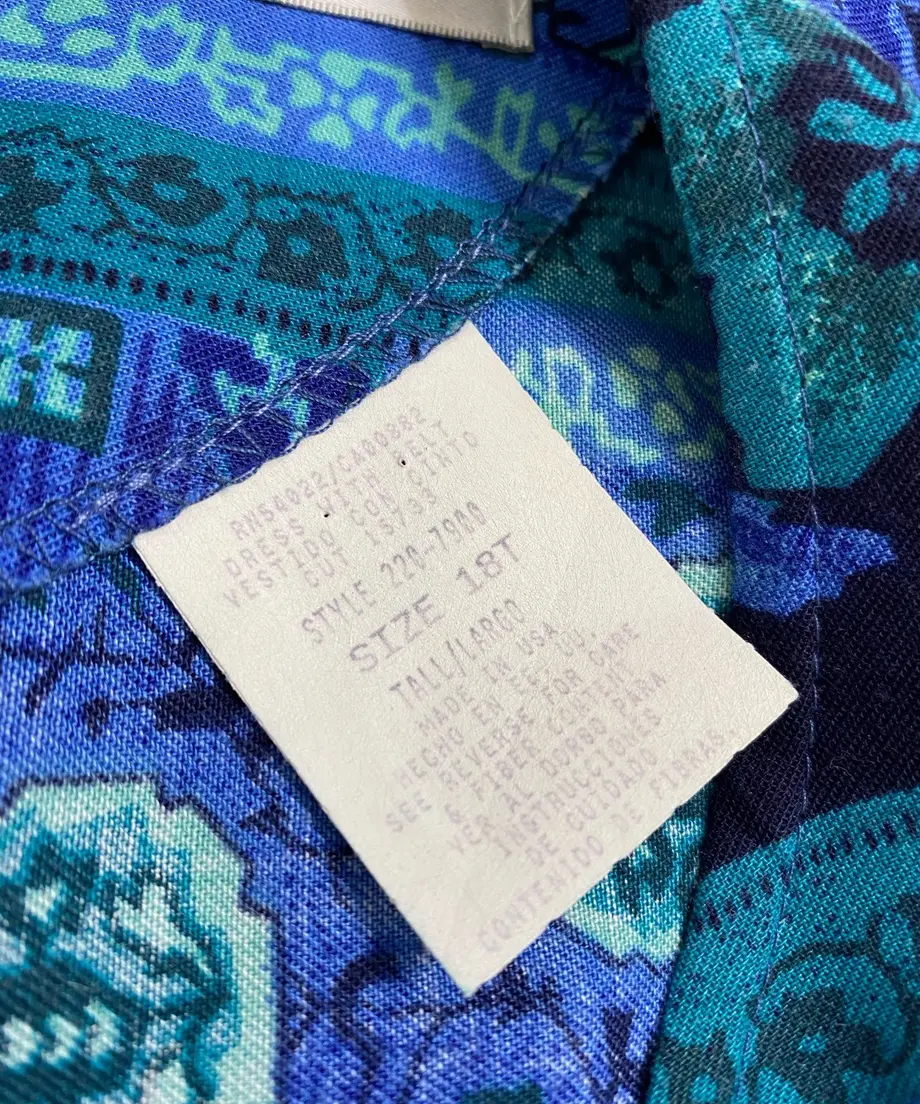 RN50022/CA00882
DRESS WITH BELT
VESTIDO CON CINTO
CUT 15733
STYLE 220-7900
SIZE 18T
TALL/LARGO
MADE IN USA
HECHO EN EE. UU.
SEE REVERSE FOR CARE
& FIBER CONTENT
VER AL DORSO PARA
INSTRUCCIONES
DE CUIDADO
CONTENIDO DE FIBRAS.